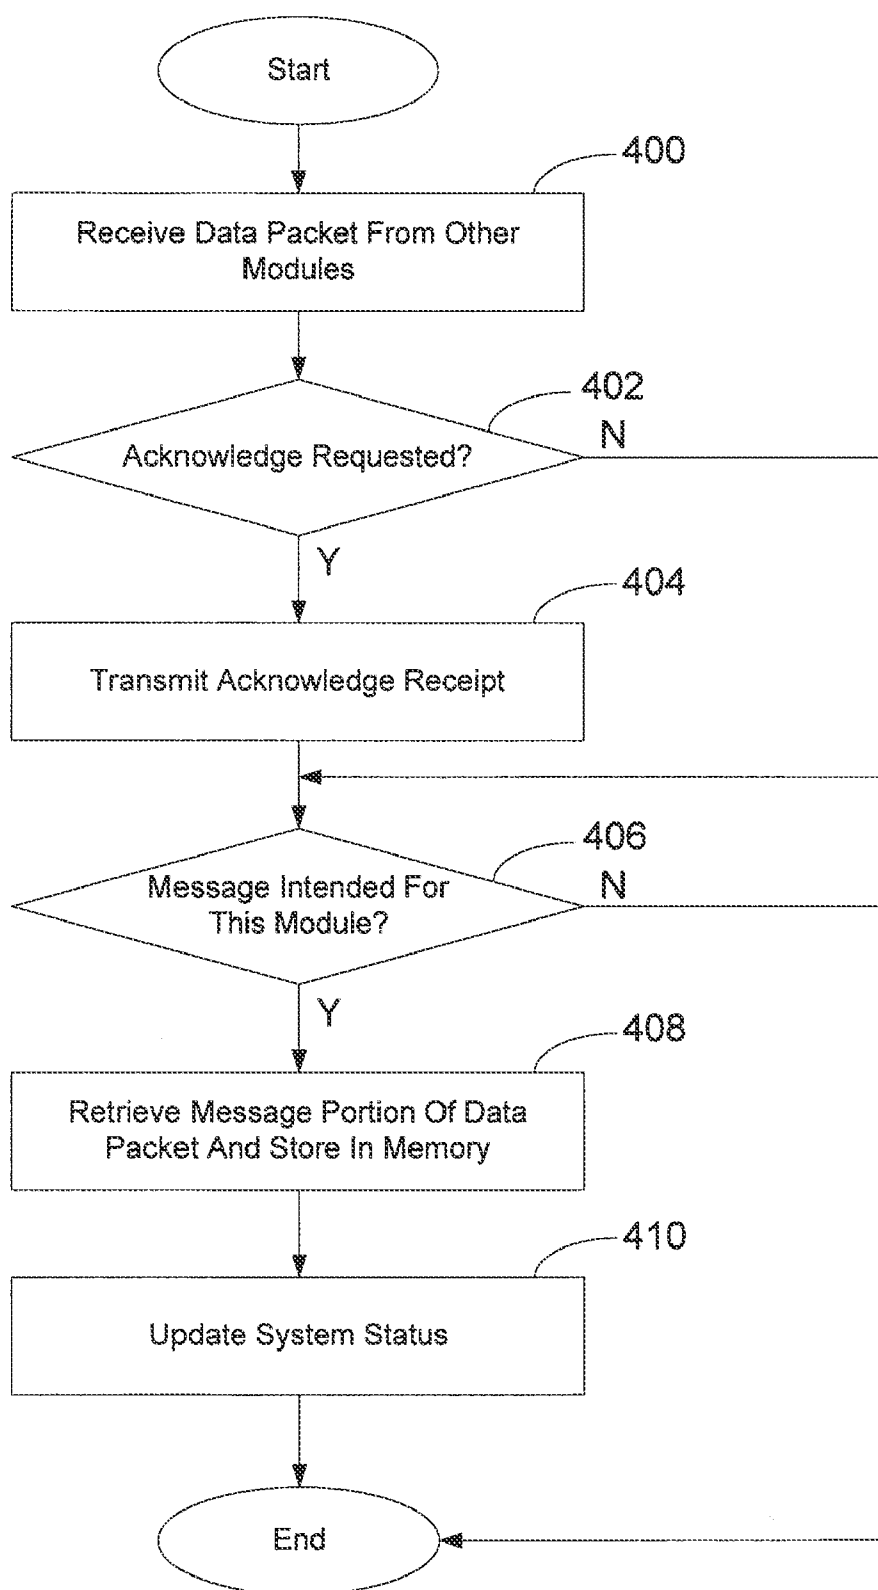 Start
400
Receive Data Packet From Other
Modules
402
Acknowledge Requested?
N
Y
404
Transmit Acknowledge Receipt
406
Message Intended For
This Module?
N
Y
408
Retrieve Message Portion Of Data
Packet And Store In Memory
410
Update System Status
End